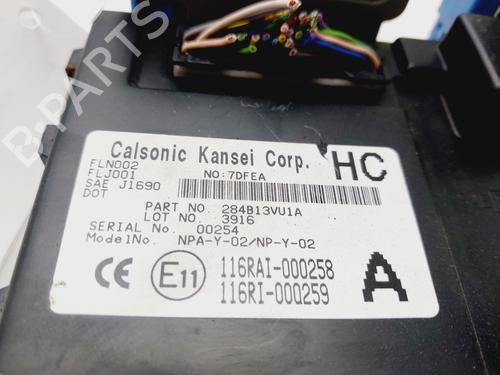 B-PARTS
Calsonic Kansei Corp. HC
FLN002
FLJ001 NO:7DFEA
SAE J1690
DOT
PART NO. 284B13VU1A
LOT NO. 3916
SERIAL No. 00254
ModelNo. NPA-Y-02/NP-Y-02
CE E11 116RAI-000258 A
116RI-000259